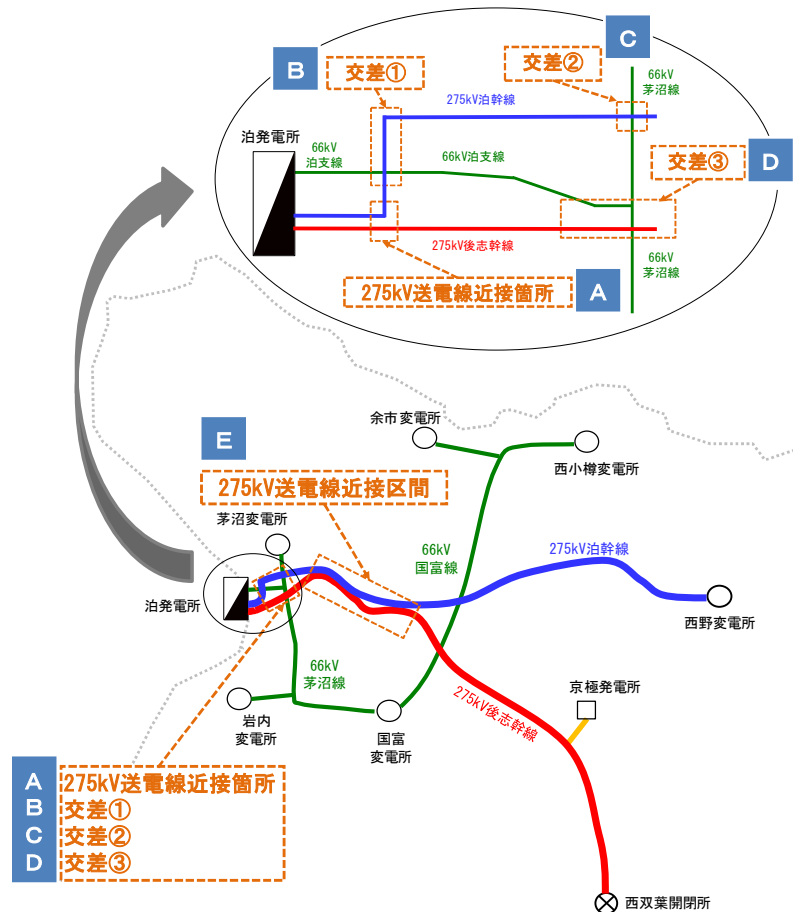 C
B
交差①
交差②
66kV
茅沼線
275kV泊幹線
泊発電所
66kV
泊支線
66kV泊支線
交差③
D
275kV後志幹線
66kV
茅沼線
275kV送電線近接箇所
A
E
余市変電所
西小樽変電所
275kV送電線近接区間
茅沼変電所
66kV
国富線
275kV泊幹線
泊発電所
西野変電所
66kV
茅沼線
275kV後志幹線
京極発電所
岩内
変電所
国富
変電所
A 275kV送電線近接箇所
B 交差①
C 交差②
D 交差③
西双葉開閉所